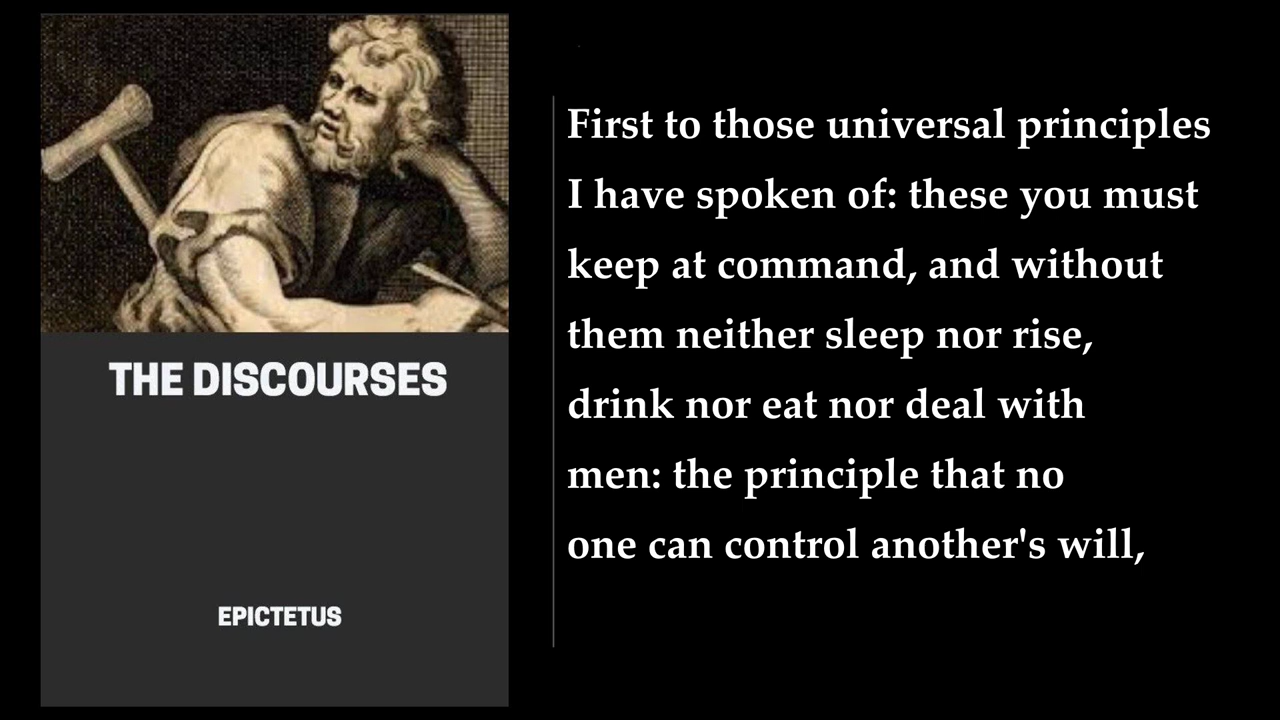 THE DISCOURSES
EPICTETUS
First to those universal principles
I have spoken of: these you must
keep at command, and without
them neither sleep nor rise,
drink nor eat nor deal with
men: the principle that no
one can control another's will,